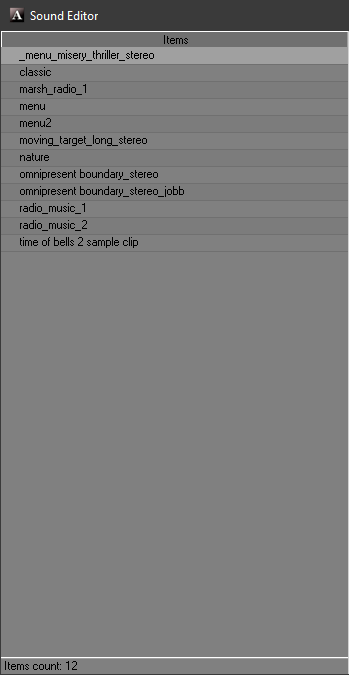 A Sound Editor
Items
_menu_misery_thriller_stereo
classic
marsh_radio_1
menu
menu2
moving_target_long_stereo
nature
omnipresent boundary_stereo
omnipresent boundary_stereo_jobb
radio_music_1
radio_music_2
time of bells 2 sample clip
Items count: 12